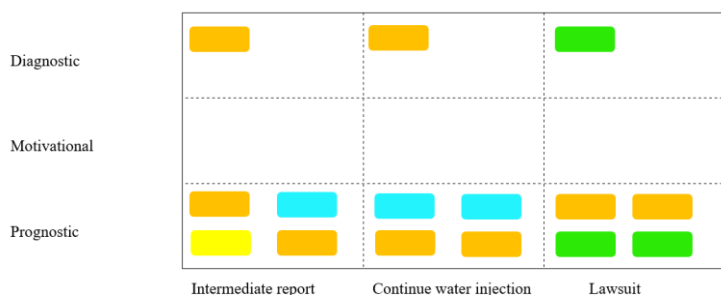 Diagnostic
Motivational
Prognostic
Intermediate report
Continue water injection
Lawsuit